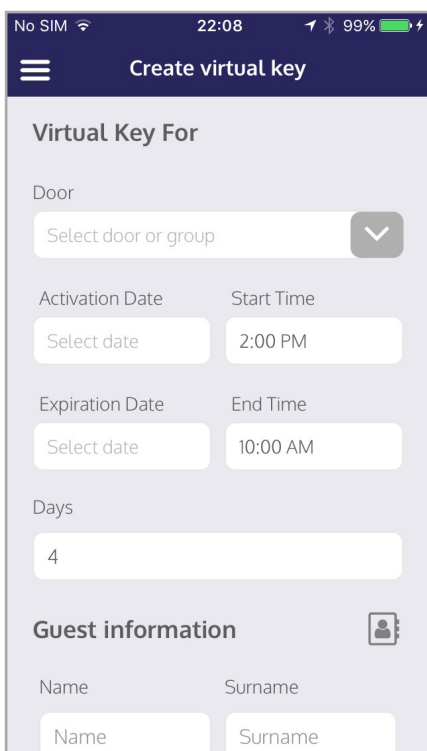 No SIM 22:08 99%
Create virtual key
Virtual Key For
Door
Select door or group
Activation Date Start Time
Select date 2:00 PM
Expiration Date End Time
Select date 10:00 AM
Days
4
Guest information
Name Surname
Name Surname